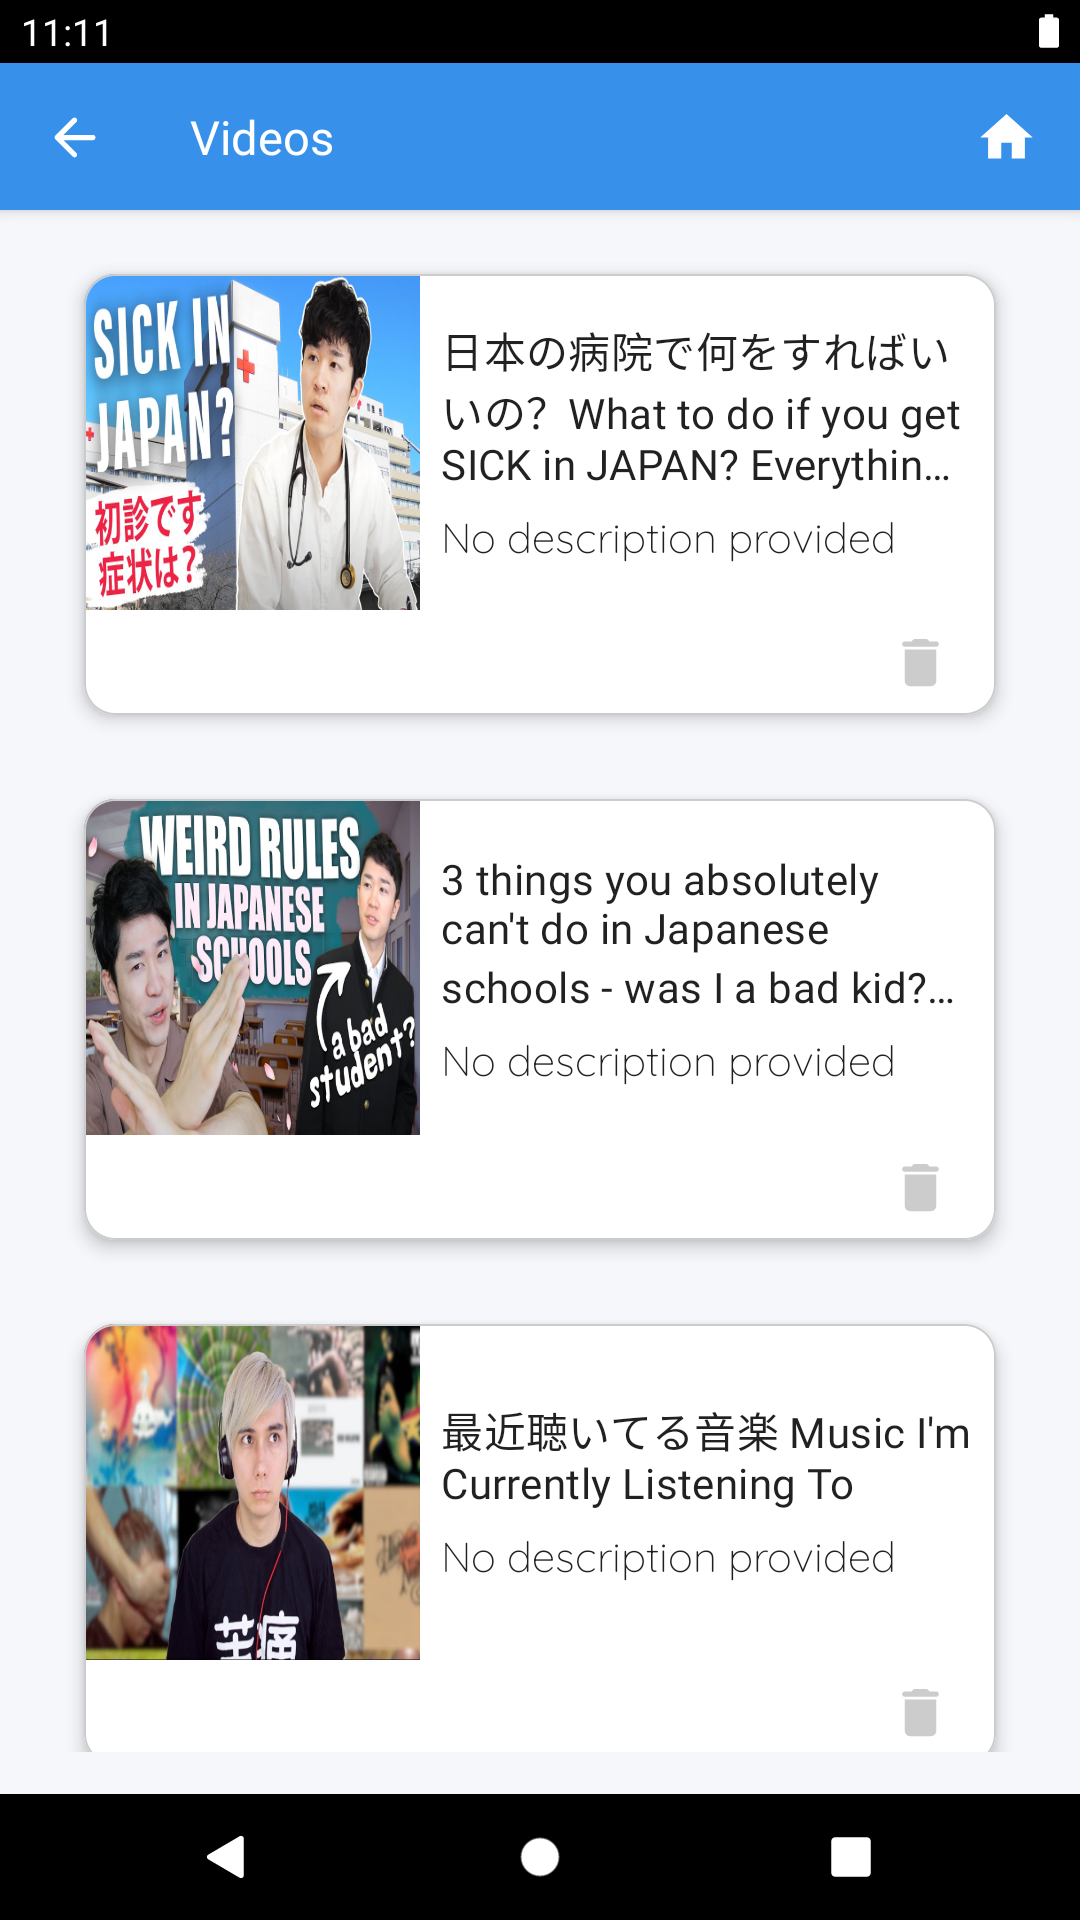 11:11
Videos
SICK IN
JAPAN?
初診です
症状は?
日本の病院で何をすればい
いの? What to do if you get
SICK in JAPAN? Everythin...
No description provided
WEIRD RULES
IN JAPANESE
SCHOOLS
a bad
student?
3 things you absolutely
can't do in Japanese
schools - was I a bad kid?...
No description provided
苦痛
最近聴いてる音楽 Music I'm
Currently Listening To
No description provided